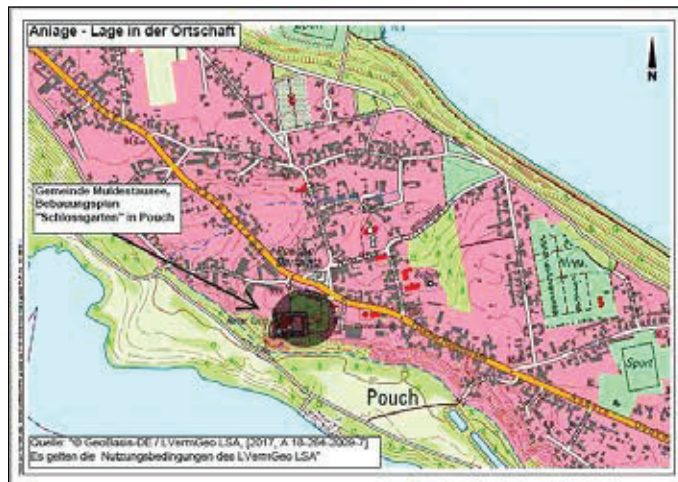 Anlage - Lage in der Ortschaft
N
Gemeinde Muldestausee,
Bebauungsplan
"Schlossgarten" in Pouch
Sport
Pouch
Quelle: "© GeoBasis-DE / LVermGeo LSA, [2017, A 18-264-2009-7]
Es gelten die Nutzungsbedingungen des LVermGeo LSA"